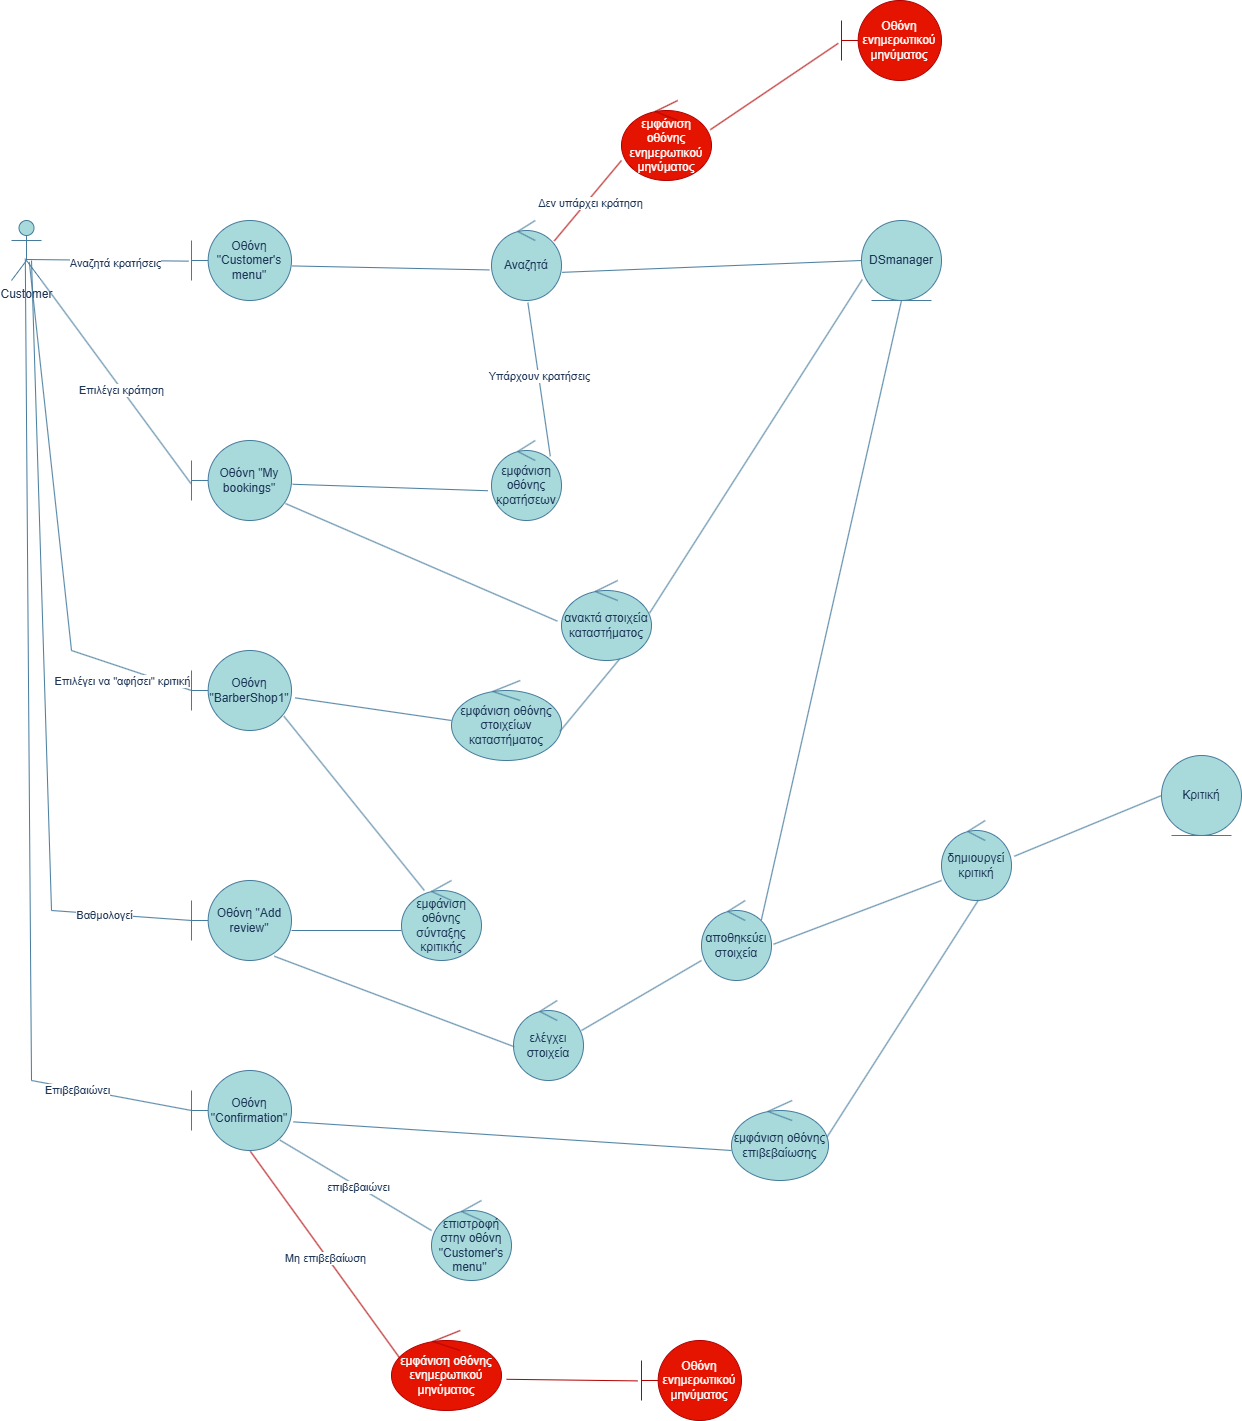 Οθόνη
ενημερωτικού
μηνύματος
εμφάνιση
οθόνης
ενημερωτικού
μηνύματος
Δεν υπάρχει κράτηση
Customer
Αναζητά κρατήσεις
Οθόνη
"Customer's
menu"
Αναζητά
DSmanager
Υπάρχουν κρατήσεις
Επιλέγει κράτηση
Οθόνη "My
bookings"
εμφάνιση
οθόνης
κρατήσεων
ανακτά στοιχεία
καταστήματος
Επιλέγει να "αφήσει" κριτική
Οθόνη
"BarberShop1"
εμφάνιση οθόνης
στοιχείων
καταστήματος
Κριτική
δημιουργεί
κριτική
Βαθμολογεί
Οθόνη "Add
review"
εμφάνιση
οθόνης
σύνταξης
κριτικής
αποθηκεύει
στοιχεία
ελέγχει
στοιχεία
Επιβεβαιώνει
Οθόνη
"Confirmation"
εμφάνιση οθόνης
επιβεβαίωσης
επιβεβαιώνει
επιστροφή
στην οθόνη
"Customer's
menu"
Μη επιβεβαίωση
εμφάνιση οθόνης
ενημερωτικού
μηνύματος
Οθόνη
ενημερωτικού
μηνύματος